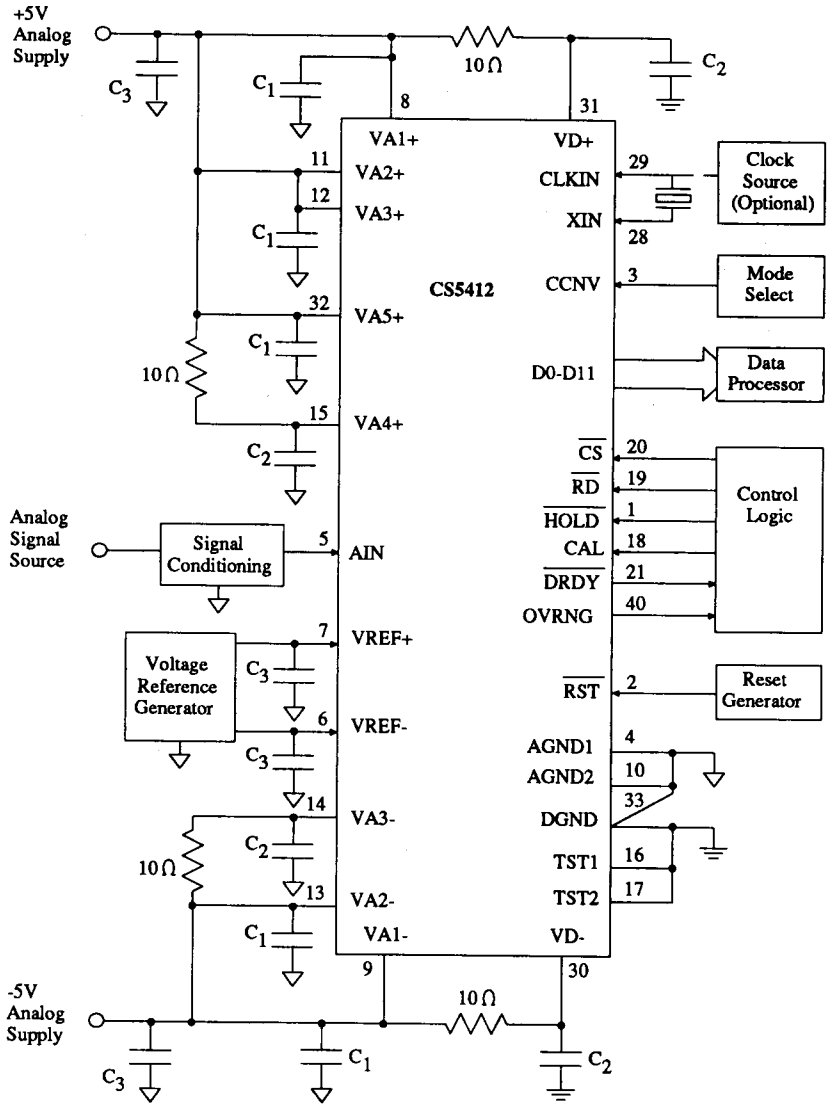 +5V
Analog
Supply
C3
C1
8
10Ω
31
C2
VA1+
VD+
11
VA2+
12
VA3+
C1
29
CLKIN
Clock
Source
(Optional)
XIN
28
CS5412
CCNV
3
Mode
Select
32
VA5+
C1
10Ω
D0-D11
Data
Processor
15
VA4+
C2
CS
20
RD
19
HOLD
1
CAL
18
DRDY
21
OVRNG
40
Control
Logic
Analog
Signal
Source
Signal
Conditioning
5
AIN
Voltage
Reference
Generator
7
VREF+
C3
6
VREF-
C3
RST
2
Reset
Generator
AGND1
4
AGND2
10
33
DGND
TST1
16
TST2
17
14
VA3-
C2
10Ω
13
VA2-
C1
VA1-
VD-
9
30
-5V
Analog
Supply
10Ω
C3
C1
C2